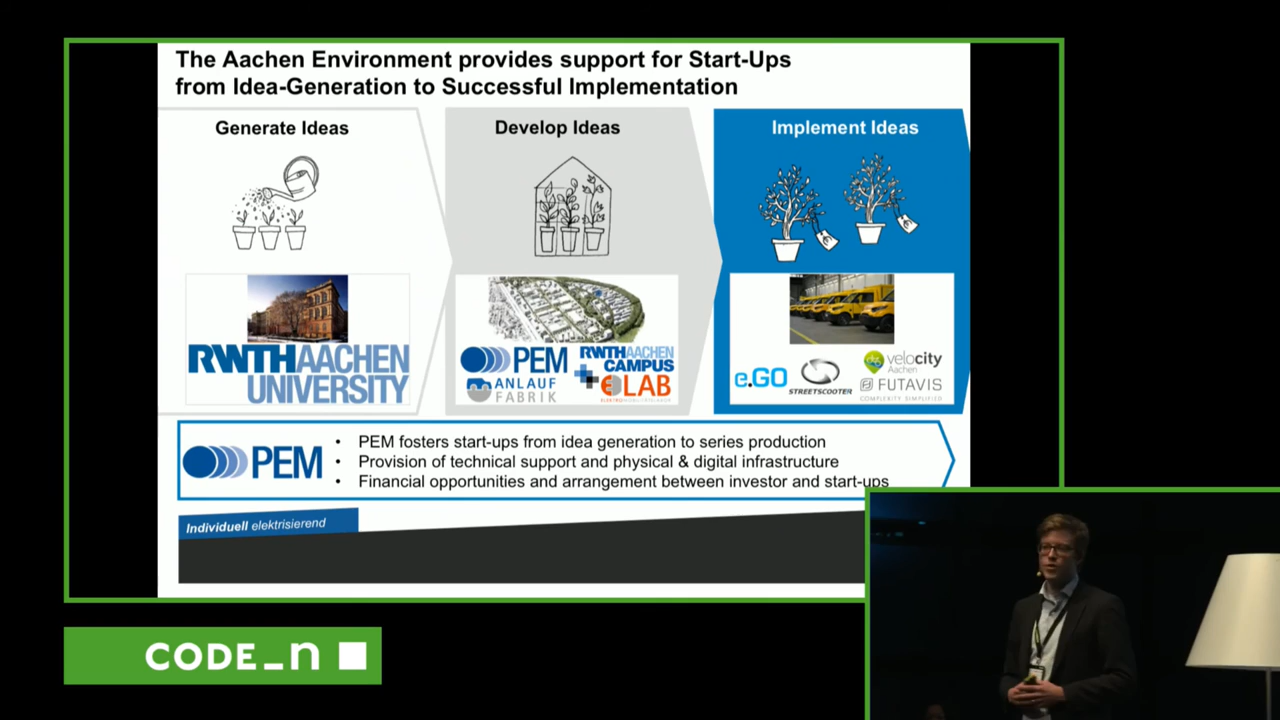 The Aachen Environment provides support for Start-Ups
from Idea-Generation to Successful Implementation
Generate Ideas
Develop Ideas
Implement Ideas
RWTHAACHEN
UNIVERSITY
PEM
ANLAUF
FABRIK
RWTHAACHEN
CAMPUS
eLAB
ELEKTROMOBILITÄTSLABOR
e.GO
STREETSCOOTER
velocity
Aachen
FUTAVIS
COMPLEXITY SIMPLIFIED
PEM
• PEM fosters start-ups from idea generation to series production
• Provision of technical support and physical & digital infrastructure
• Financial opportunities and arrangement between investor and start-ups
Individuell elektrisierend
CODE_n